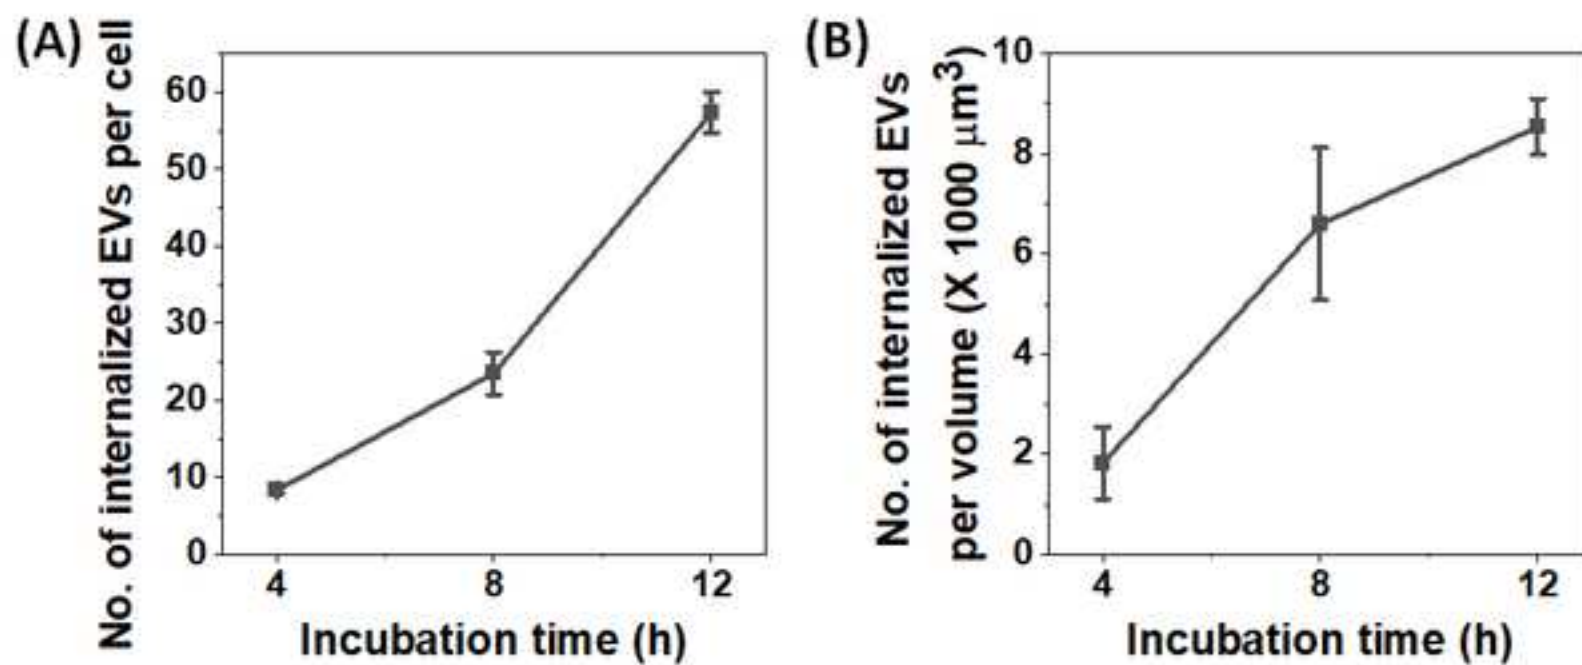 (A)
No. of internalized EVs per cell
60
50
40
30
20
10
0
4 8 12
Incubation time (h)
(B)
No. of internalized EVs
per volume (X 1000 μm³)
10
8
6
4
2
0
4 8 12
Incubation time (h)